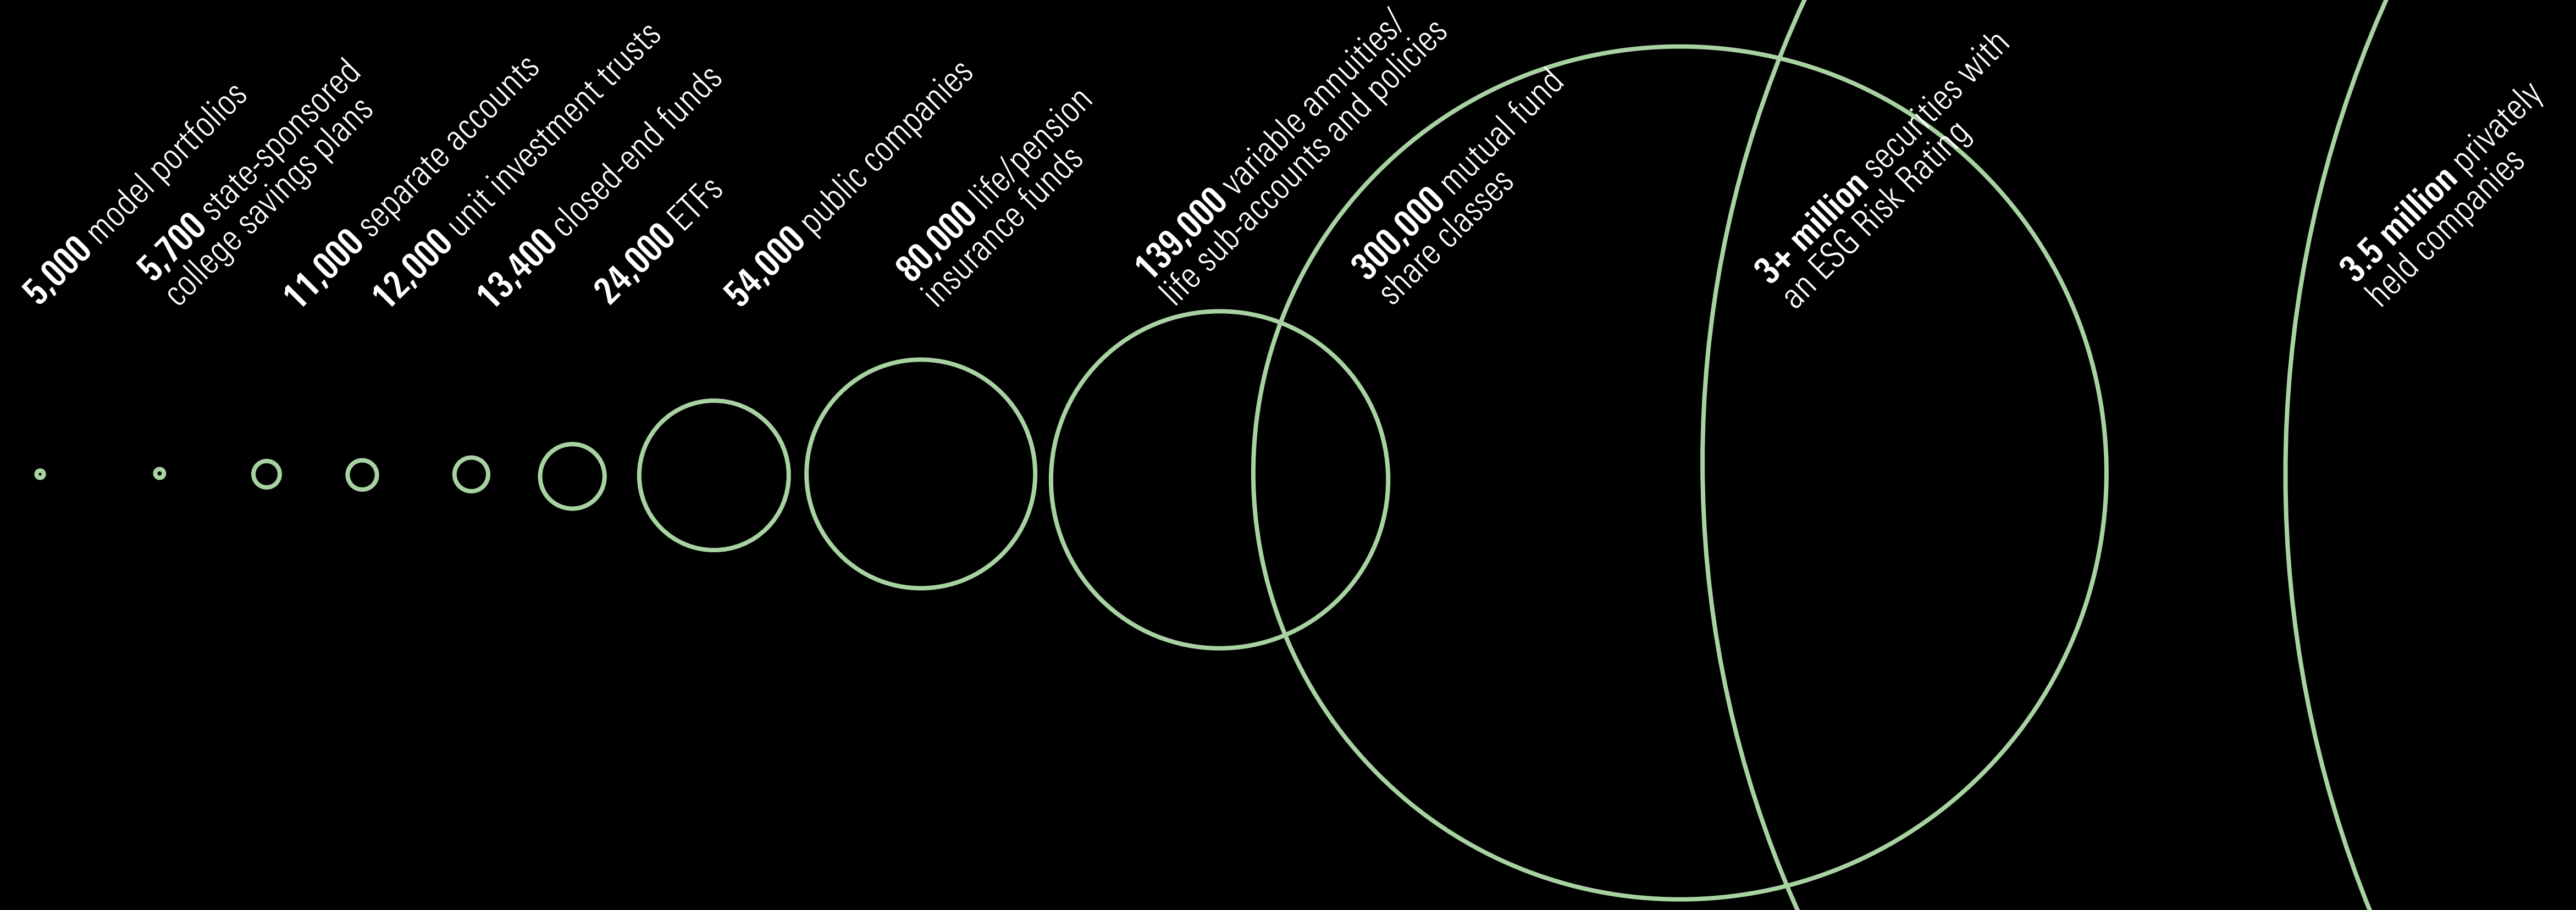 5,000 model portfolios
5,700 state-sponsored
college savings plans
11,000 separate accounts
12,000 unit investment trusts
13,400 closed-end funds
24,000 ETFs
54,000 public companies
80,000 life/pension
insurance funds
139,000 variable annuities/
life sub-accounts and policies
300,000 mutual fund
share classes
3+ million securities with
an ESG Risk Rating
3.5 million privately
held companies